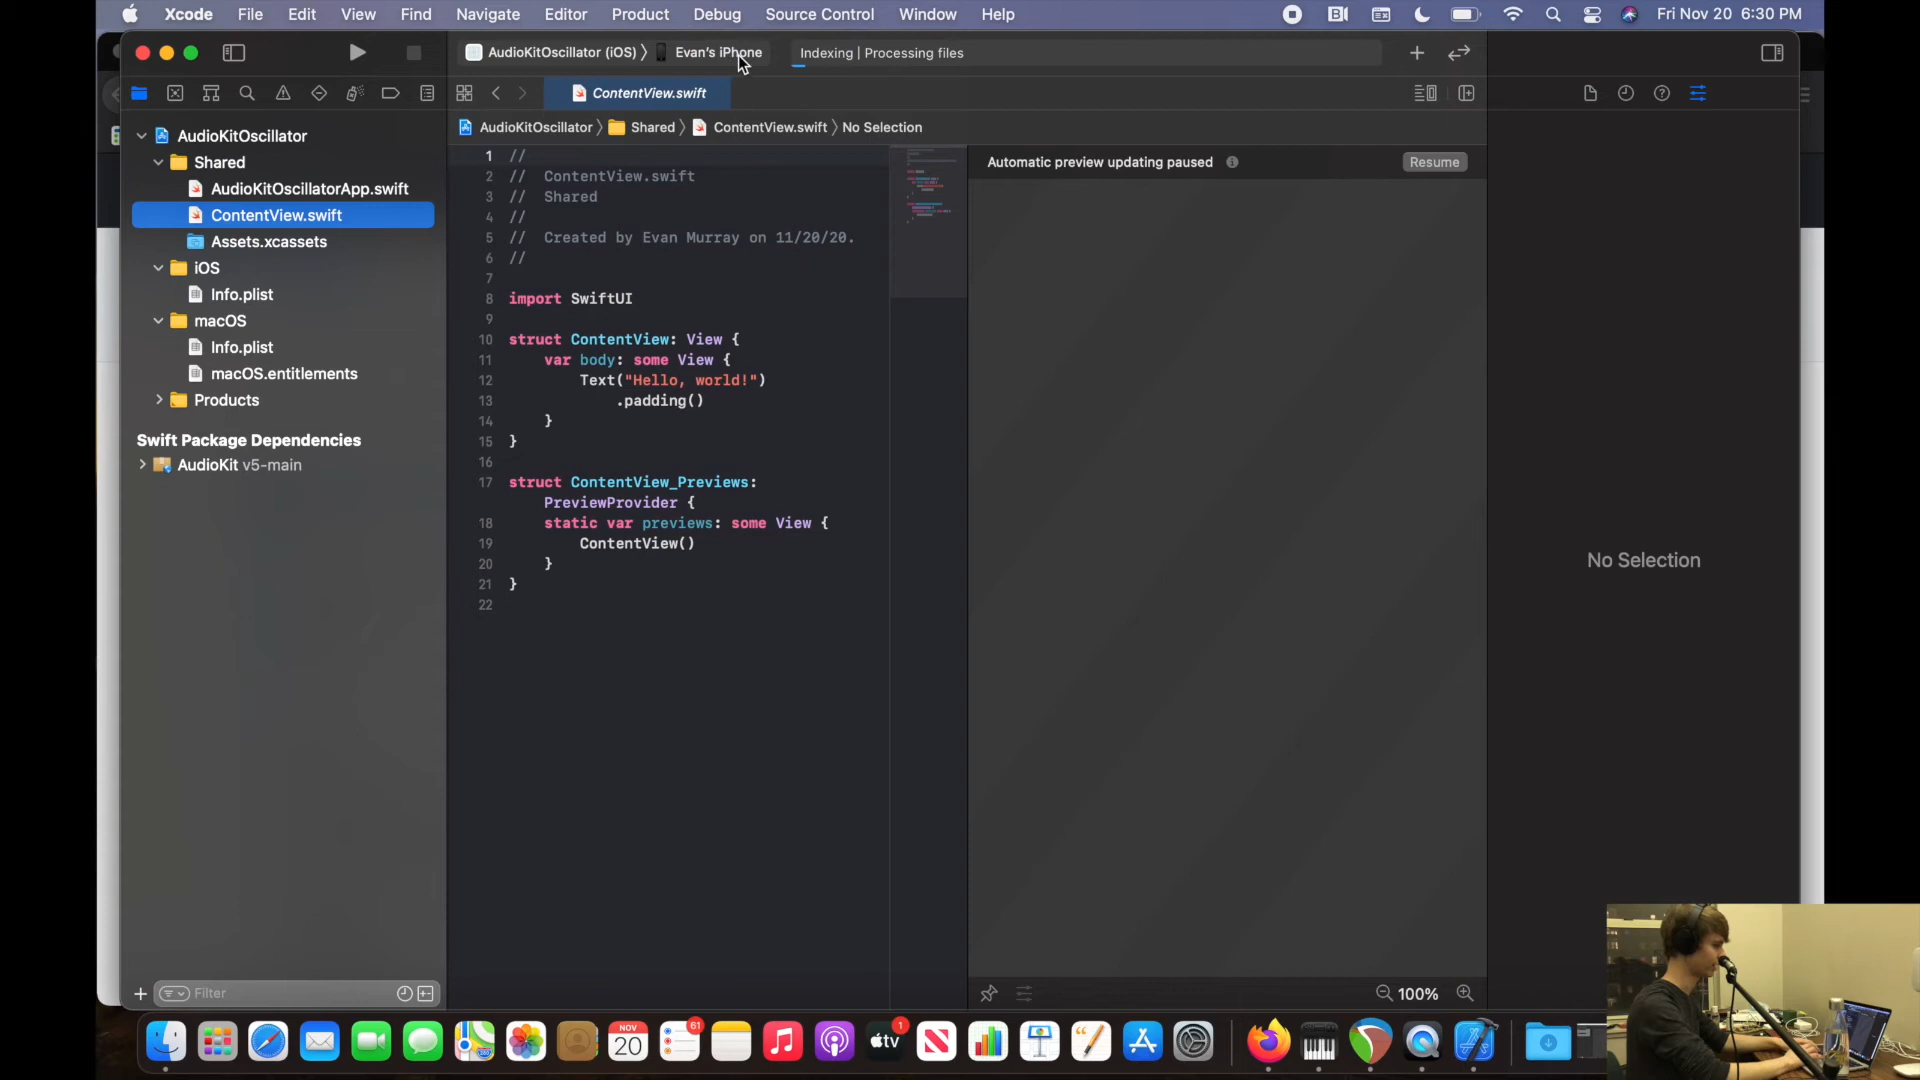 Xcode File Edit View Find Navigate Editor Product Debug Source Control Window Help Fri Nov 20 6:30 PM
AudioKitOscillator (iOS) 〉 Evan's iPhone
Indexing | Processing files
ContentView.swift
AudioKitOscillator 〉 Shared 〉 ContentView.swift 〉 No Selection
AudioKitOscillator
Shared
AudioKitOscillatorApp.swift
ContentView.swift
Assets.xcassets
iOS
Info.plist
macOS
Info.plist
macOS.entitlements
Products
Swift Package Dependencies
AudioKit v5-main
Filter
1 //
2 // ContentView.swift
3 // Shared
4 //
5 // Created by Evan Murray on 11/20/20.
6 //
7
8 import SwiftUI
9
10 struct ContentView: View {
11 var body: some View {
12 Text("Hello, world!")
13 .padding()
14 }
15 }
16
17 struct ContentView_Previews:
PreviewProvider {
18 static var previews: some View {
19 ContentView()
20 }
21 }
22
Automatic preview updating paused
Resume
100%
No Selection
NOV
20
61
tv
1